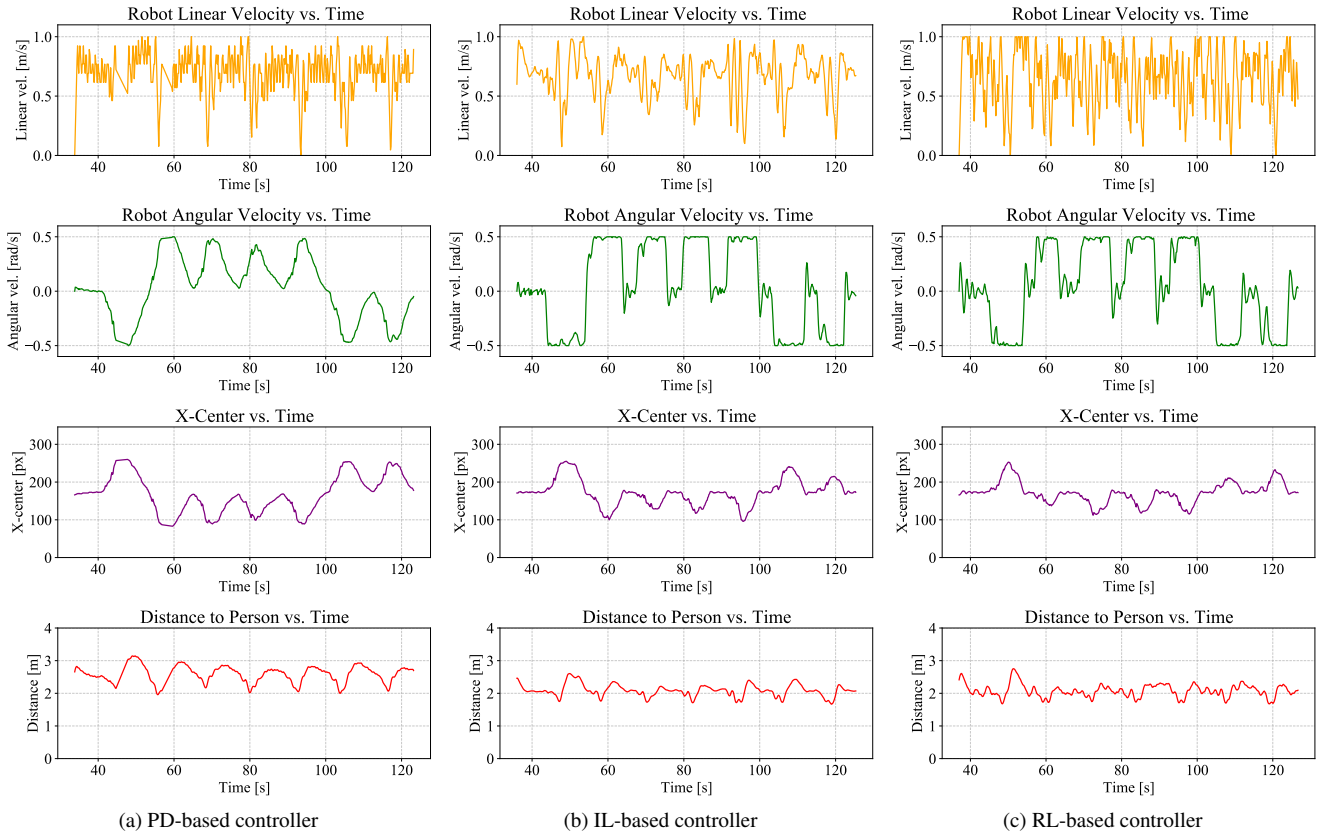 Robot Linear Velocity vs. Time
Linear vel. [m/s]
1.0
0.5
0.0
40 60 80 100 120
Time [s]
Robot Angular Velocity vs. Time
Angular vel. [rad/s]
0.5
0.0
−0.5
40 60 80 100 120
Time [s]
X-Center vs. Time
X-center [px]
300
200
100
0
40 60 80 100 120
Time [s]
Distance to Person vs. Time
Distance [m]
4
3
2
1
0
40 60 80 100 120
Time [s]
(a) PD-based controller
Robot Linear Velocity vs. Time
Linear vel. [m/s]
1.0
0.5
0.0
40 60 80 100 120
Time [s]
Robot Angular Velocity vs. Time
Angular vel. [rad/s]
0.5
0.0
−0.5
40 60 80 100 120
Time [s]
X-Center vs. Time
X-center [px]
300
200
100
0
40 60 80 100 120
Time [s]
Distance to Person vs. Time
Distance [m]
4
3
2
1
0
40 60 80 100 120
Time [s]
(b) IL-based controller
Robot Linear Velocity vs. Time
Linear vel. [m/s]
1.0
0.5
0.0
40 60 80 100 120
Time [s]
Robot Angular Velocity vs. Time
Angular vel. [rad/s]
0.5
0.0
−0.5
40 60 80 100 120
Time [s]
X-Center vs. Time
X-center [px]
300
200
100
0
40 60 80 100 120
Time [s]
Distance to Person vs. Time
Distance [m]
4
3
2
1
0
40 60 80 100 120
Time [s]
(c) RL-based controller